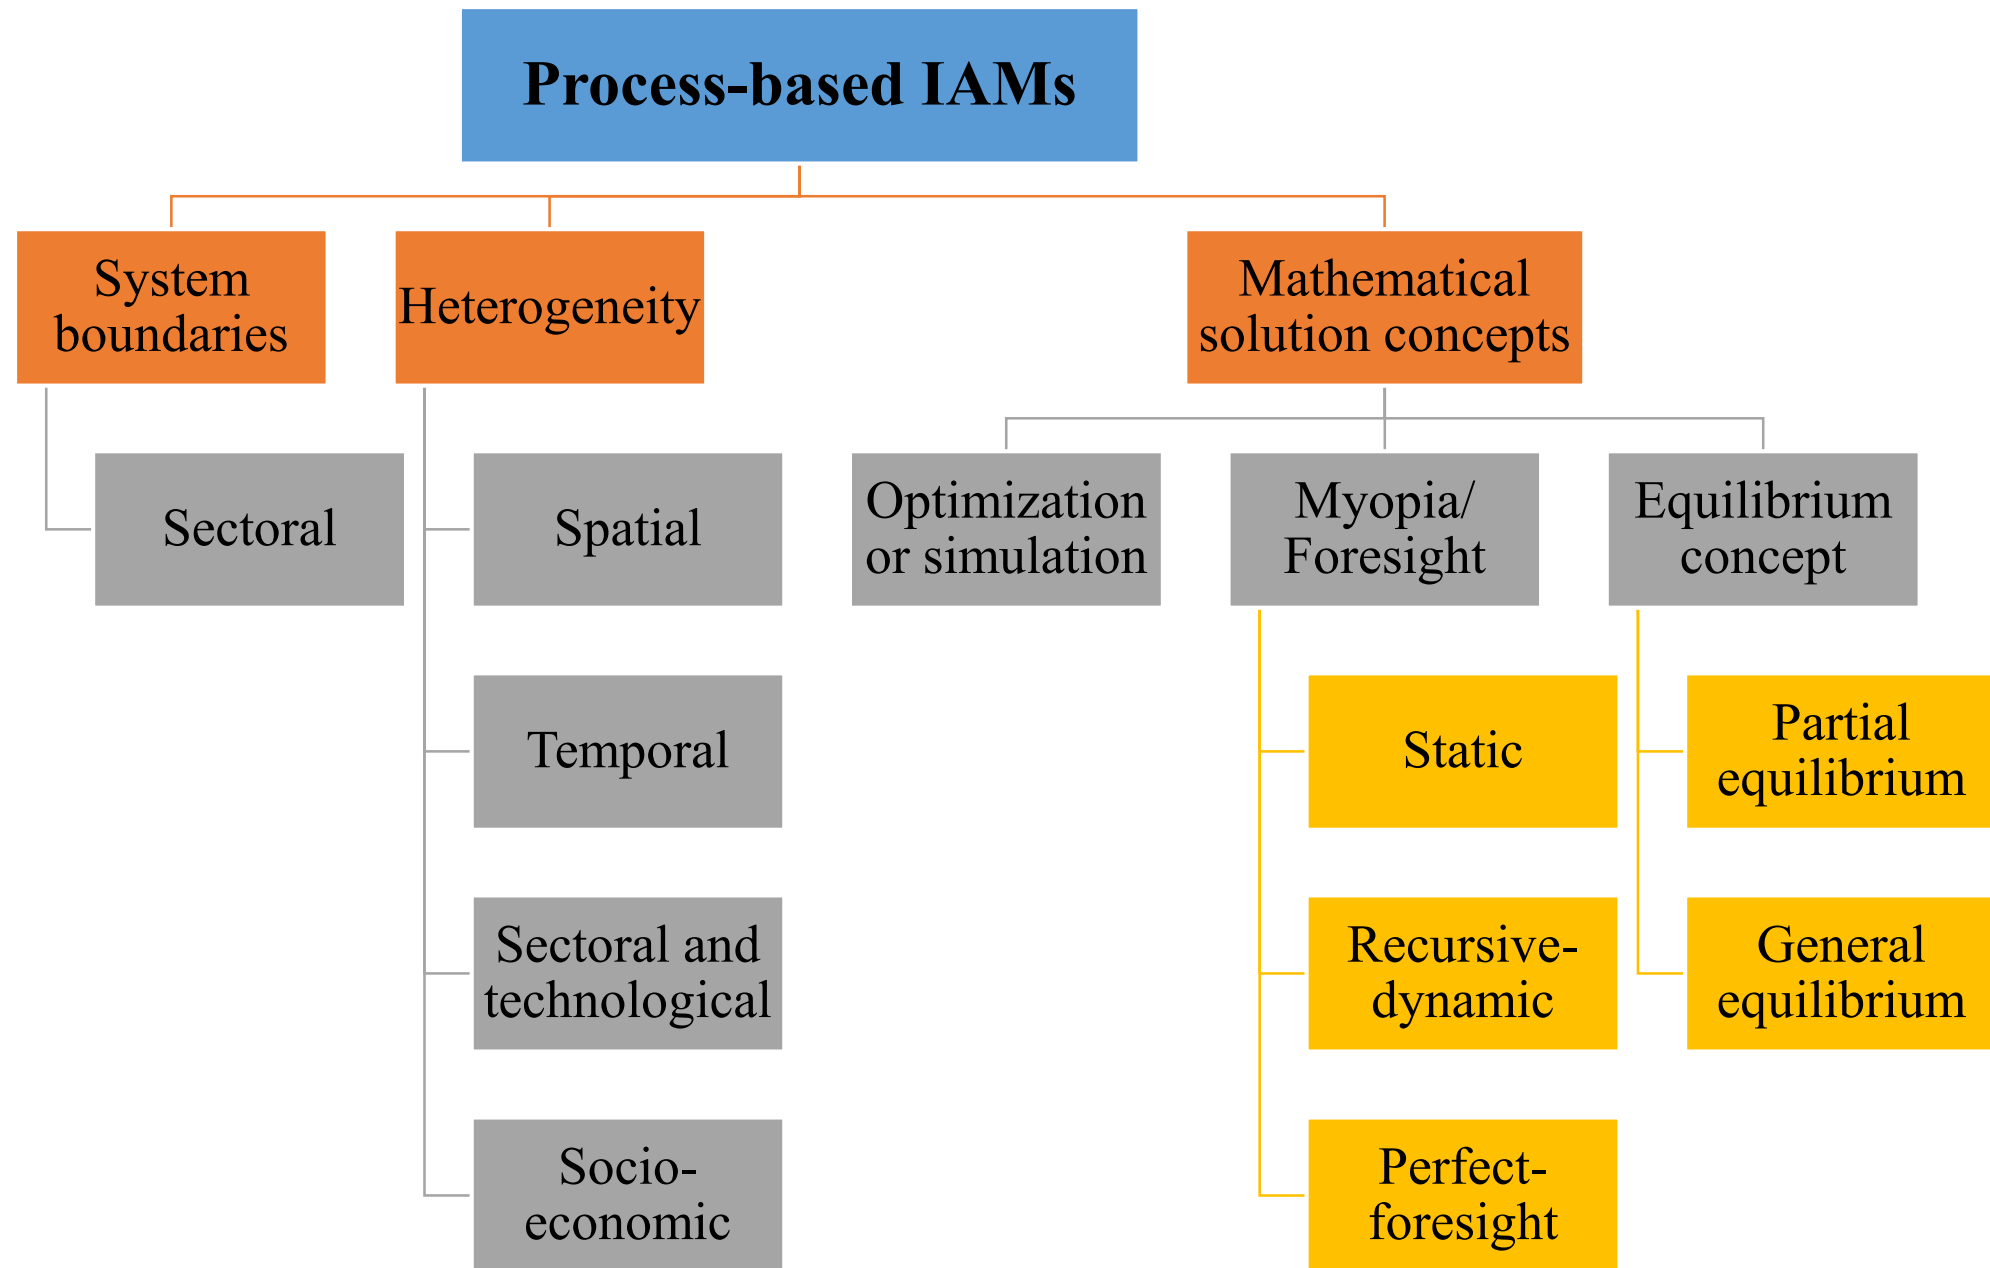 Process-based IAMs
System
boundaries
Heterogeneity
Mathematical
solution concepts
Sectoral
Spatial
Optimization
or simulation
Myopia/
Foresight
Equilibrium
concept
Temporal
Static
Partial
equilibrium
Sectoral and
technological
Recursive-
dynamic
General
equilibrium
Socio-
economic
Perfect-
foresight